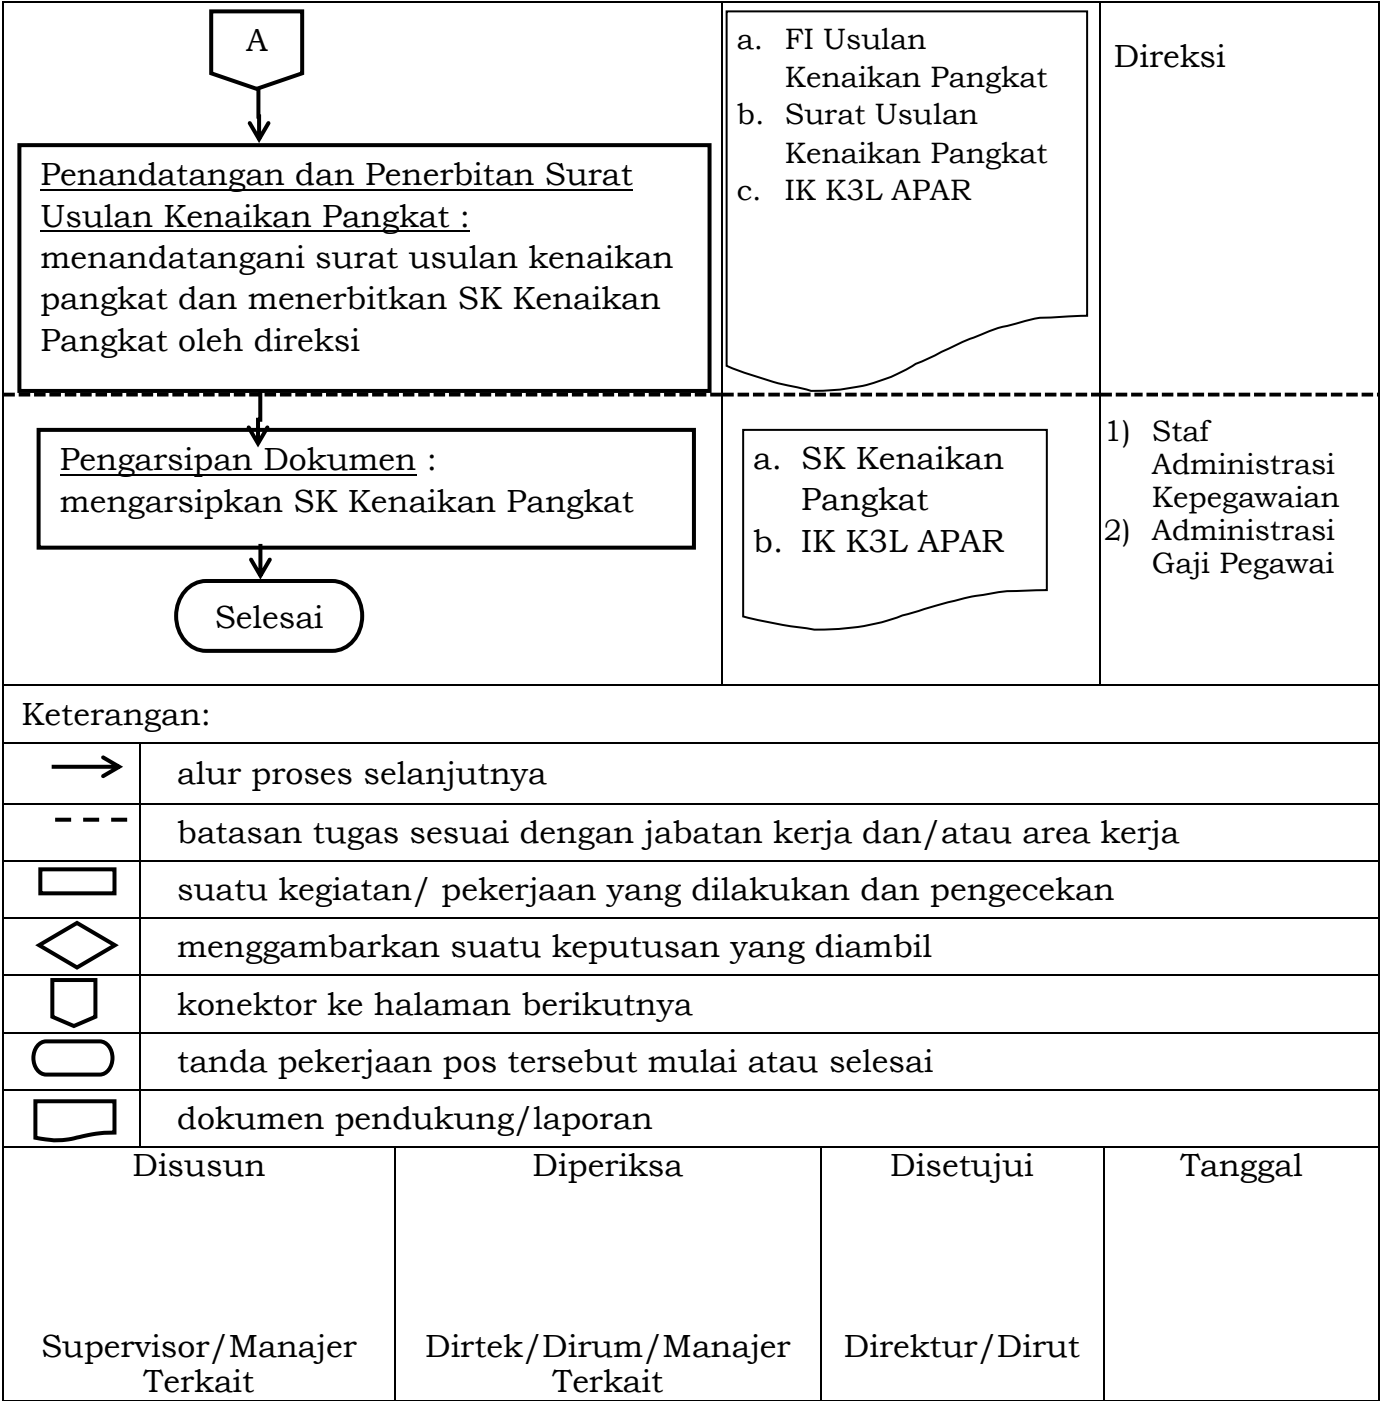 A
Penandatangan dan Penerbitan Surat
Usulan Kenaikan Pangkat :
menandatangani surat usulan kenaikan
pangkat dan menerbitkan SK Kenaikan
Pangkat oleh direksi
a. FI Usulan
Kenaikan Pangkat
b. Surat Usulan
Kenaikan Pangkat
c. IK K3L APAR
Direksi
Pengarsipan Dokumen :
mengarsipkan SK Kenaikan Pangkat
Selesai
a. SK Kenaikan
Pangkat
b. IK K3L APAR
1) Staf
Administrasi
Kepegawaian
2) Administrasi
Gaji Pegawai
Keterangan:
alur proses selanjutnya
batasan tugas sesuai dengan jabatan kerja dan/atau area kerja
suatu kegiatan/ pekerjaan yang dilakukan dan pengecekan
menggambarkan suatu keputusan yang diambil
konektor ke halaman berikutnya
tanda pekerjaan pos tersebut mulai atau selesai
dokumen pendukung/laporan
Disusun
Supervisor/Manajer
Terkait
Diperiksa
Dirtek/Dirum/Manajer
Terkait
Disetujui
Direktur/Dirut
Tanggal